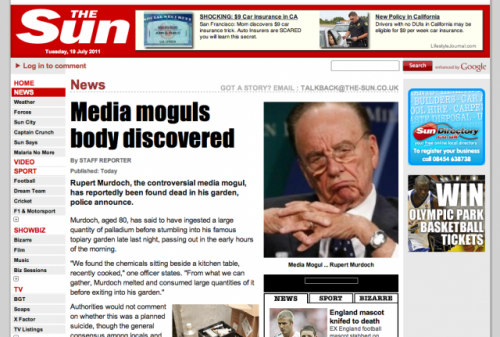 THE
Sun
Tuesday, 19 July 2011
SHOCKING: $9 Car Insurance in CA
San Francisco: Mom discovers $9 car
insurance trick. Auto Insurers are SCARED
you will learn this secret.
New Policy in California
Drivers with no DUIs in California may be
eligible for $9 per week car insurance.
LifestyleJournal.com
Log in to comment
Search
enhanced by Google
HOME
NEWS
Weather
Forces
Sun City
Captain Crunch
Sun Says
Malaria No More
VIDEO
SPORT
Football
Dream Team
Cricket
F1 & Motorsport
SHOWBIZ
Bizarre
Film
Music
Biz Sessions
TV
BGT
Soaps
X Factor
TV Listings
News
GOT A STORY? EMAIL : TALKBACK@THE-SUN.CO.UK
Media moguls
body discovered
By STAFF REPORTER
Published: Today
Rupert Murdoch, the controversial media mogul,
has reportedly been found dead in his garden,
police announce.
Murdoch, aged 80, has said to have ingested a large
quantity of palladium before stumbling into his famous
topiary garden late last night, passing out in the early hours
of the morning.
"We found the chemicals sitting beside a kitchen table,
recently cooked," one officer states. "From what we can
gather, Murdoch melted and consumed large quantities of it
before exiting into his garden."
Authorities would not comment
on whether this was a planned
suicide, though the general
consensus among locals and
Media Mogul ... Rupert Murdoch
NEWS
SPORT
BIZARRE
England mascot
knifed to death
EX England football
mascot stabbed on
BUILDERS CAR
Sun Directory
.co.uk
your free online local directory
To register your business
call 08454 638738
WIN
OLYMPIC PARK
BASKETBALL
TICKETS